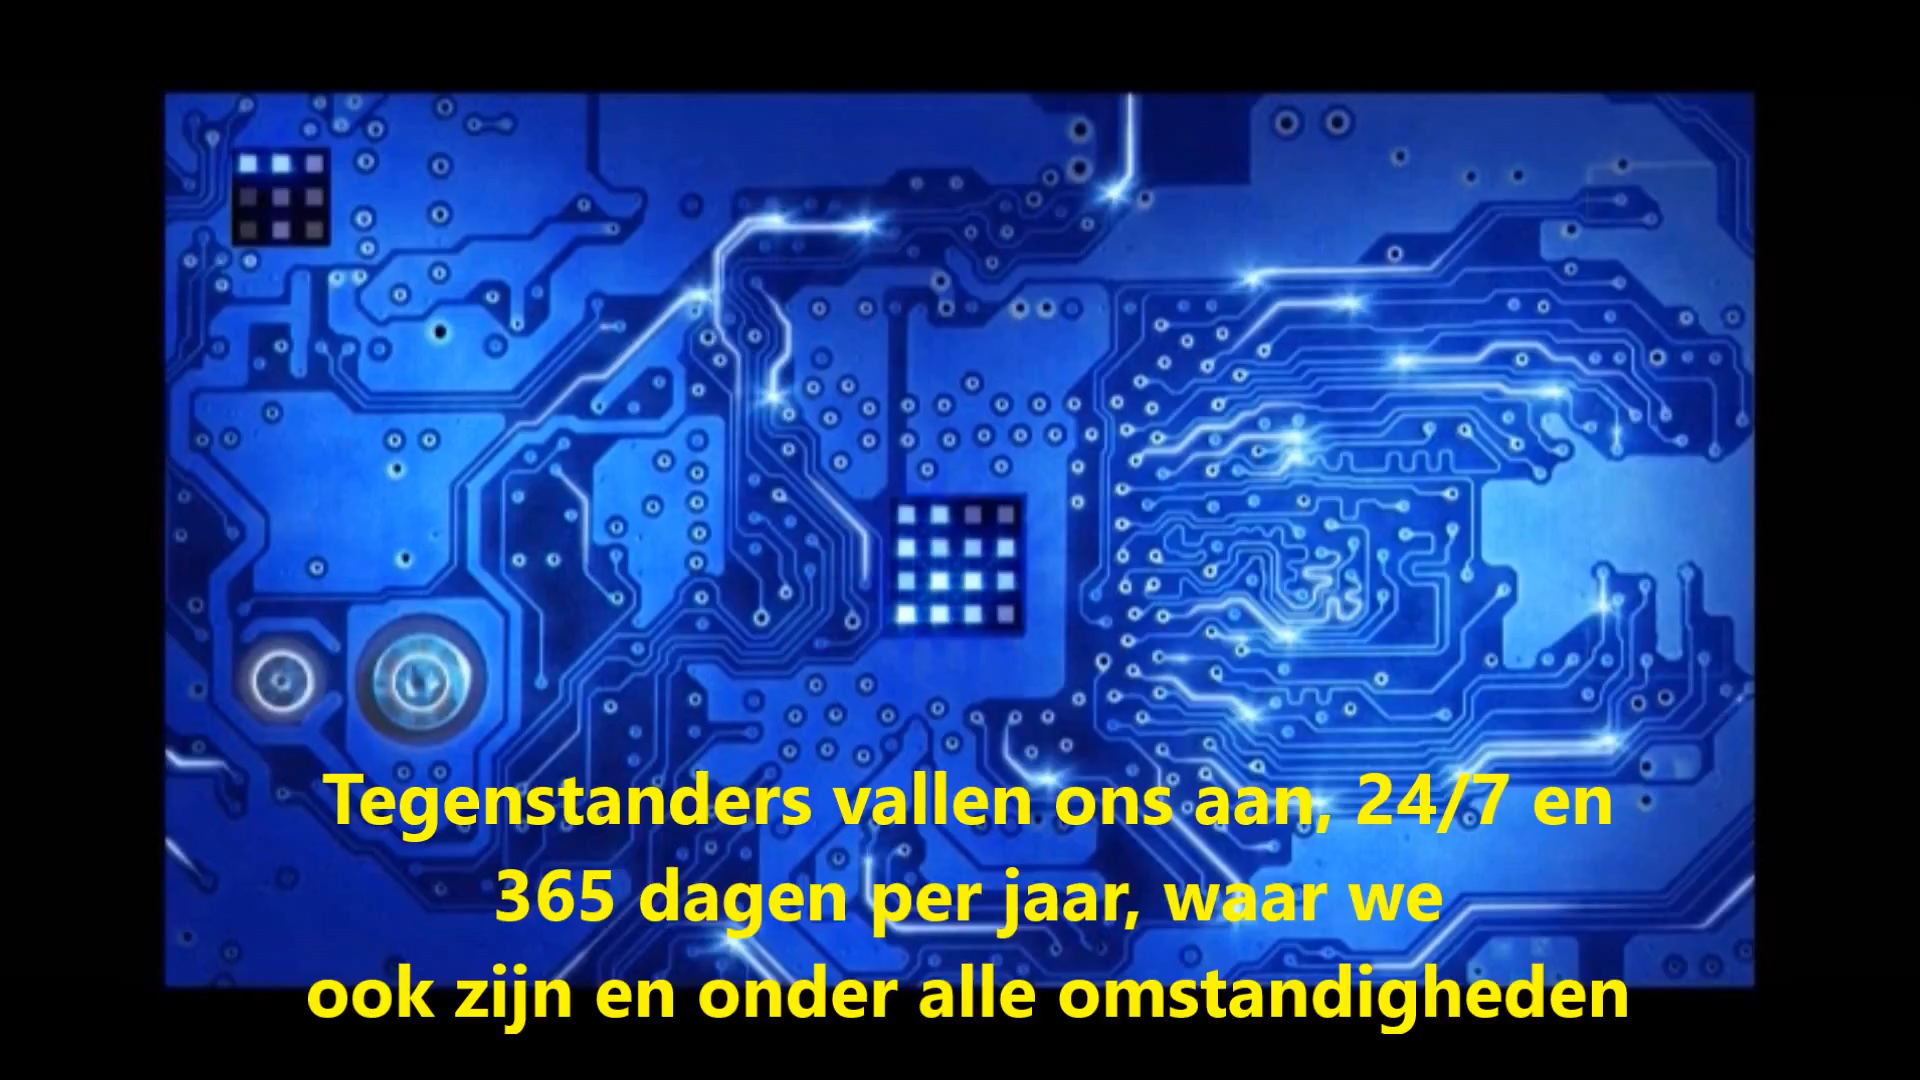 Tegenstanders vallen ons aan, 24/7 en
365 dagen per jaar, waar we
ook zijn en onder alle omstandigheden